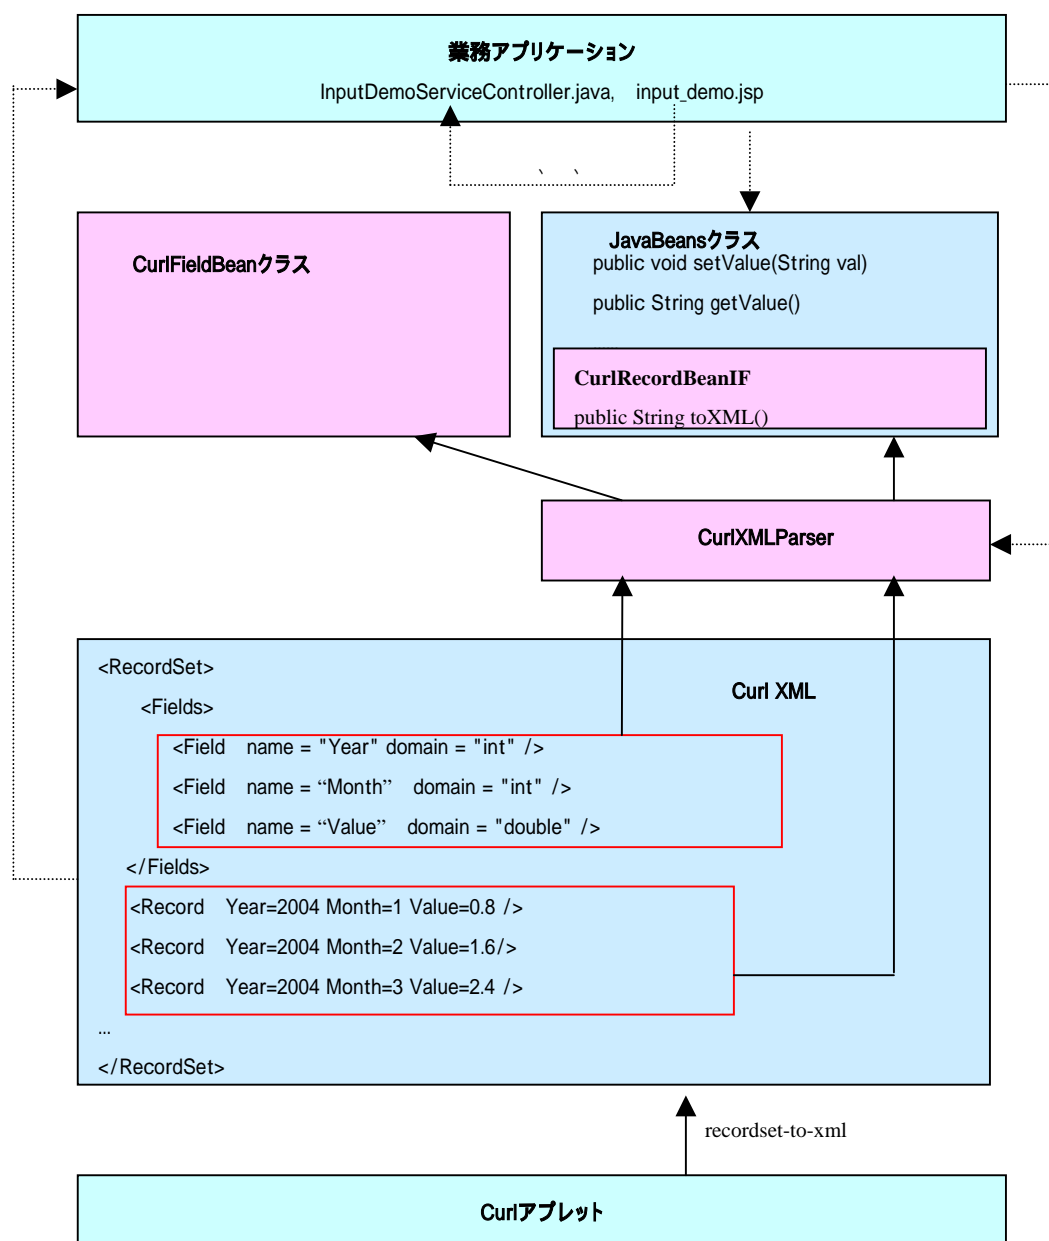 業務アプリケーション
InputDemoServiceController.java, input_demo.jsp
、 、
CurlFieldBeanクラス
JavaBeansクラス
public void setValue(String val)
public String getValue()
CurlRecordBeanIF
public String toXML()
CurlXMLParser
Curl XML
<RecordSet>
<Fields>
<Field name = "Year" domain = "int" />
<Field name = “Month” domain = "int" />
<Field name = “Value” domain = "double" />
</Fields>
<Record Year=2004 Month=1 Value=0.8 />
<Record Year=2004 Month=2 Value=1.6/>
<Record Year=2004 Month=3 Value=2.4 />
...
</RecordSet>
recordset-to-xml
Curlアプレット